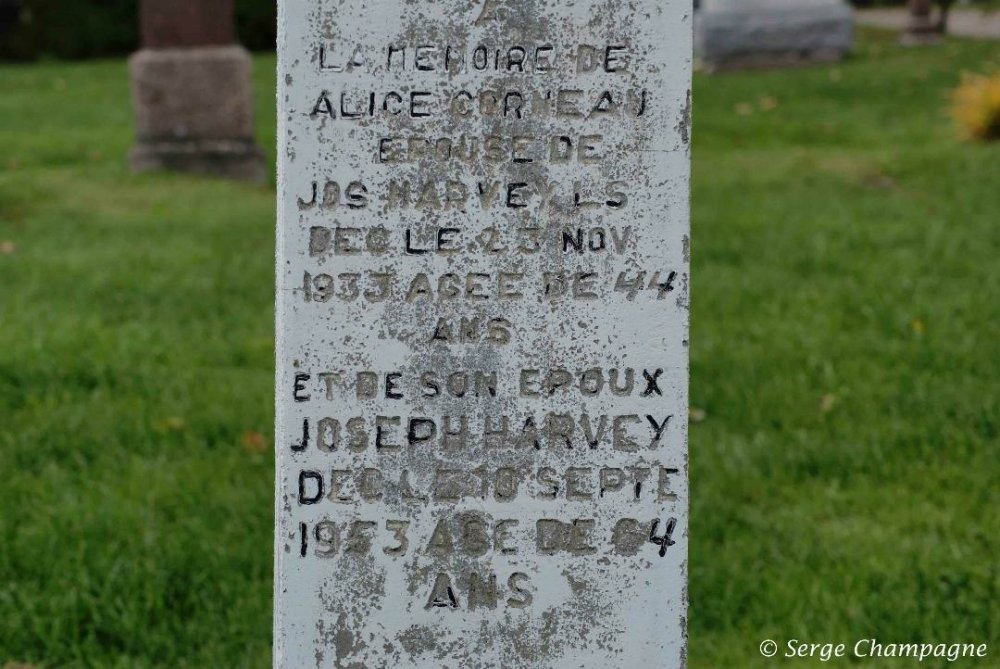 A
LA MEMOIRE DE
ALICE CORNEAU
EPOUSE DE
JOS HARVEY LS
DEC LE 23 NOV
1933 AGEE DE 44
ANS
ET DE SON EPOUX
JOSEPH HARVEY
DEC LE 10 SEPTE
1953 AGE DE
ANS
© Serge Champagne